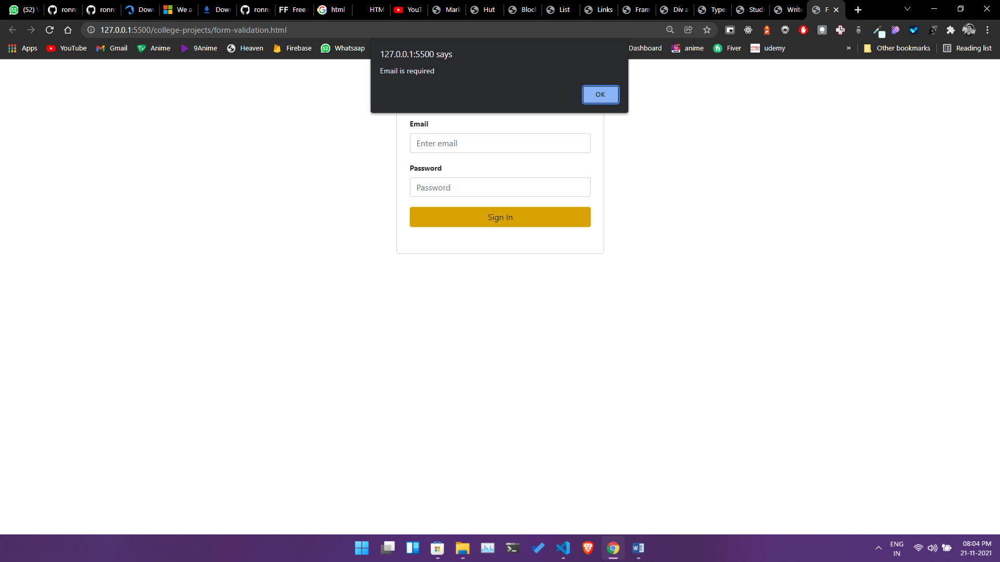 (52) ronn ronn Dow We a Dow ronn FF Free html HTM YouT Mark Hut Block List Links Fram Div a Type Stud Write F
127.0.0.1:5500/college-projects/form-validation.html
Apps YouTube Gmail Anime 9Anime Heaven Firebase Whatsaap Dashboard anime Fiver udemy » Other bookmarks Reading list
127.0.0.1:5500 says
Email is required
OK
Email
Enter email
Password
Password
Sign In
ENG 08:04 PM
IN 21-11-2021